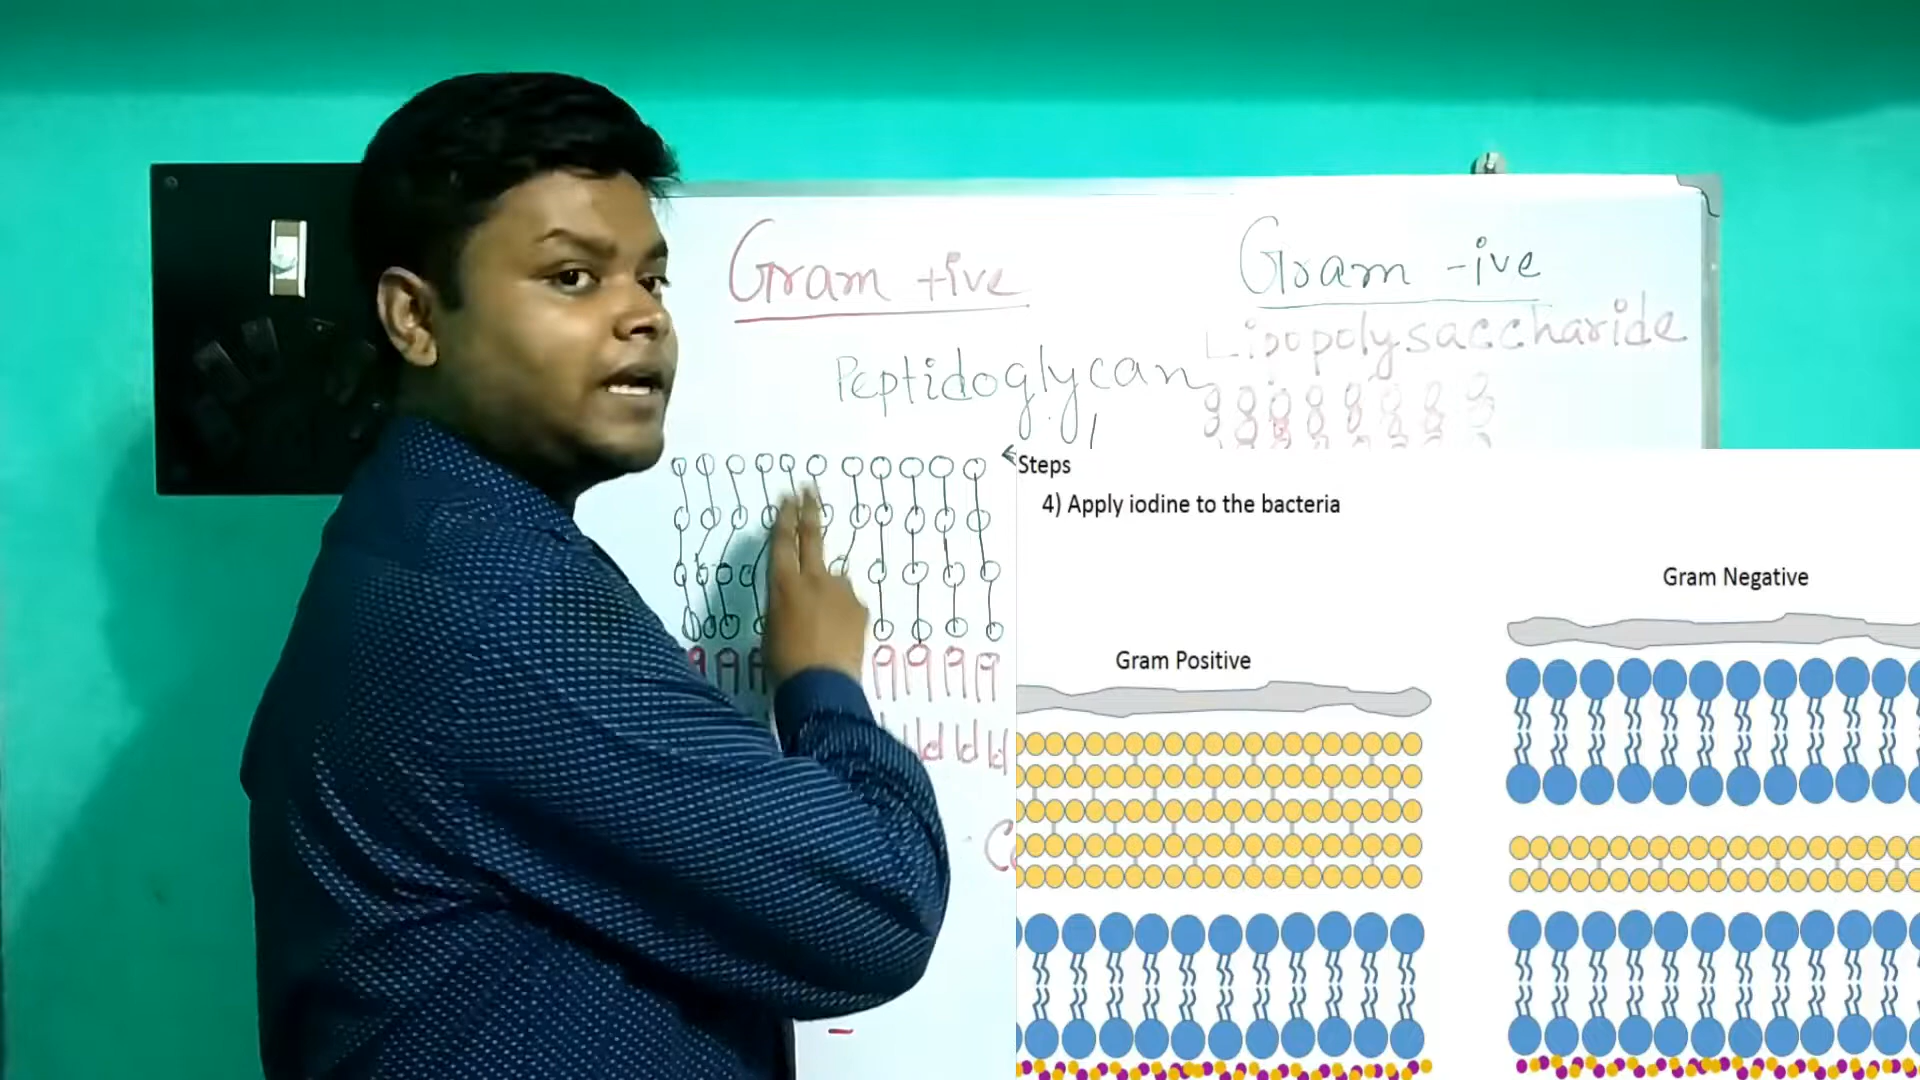 Gram +ive
Gram -ive
Lipopolysaccharide
Peptidoglycan
Steps
4) Apply iodine to the bacteria
Gram Negative
Gram Positive